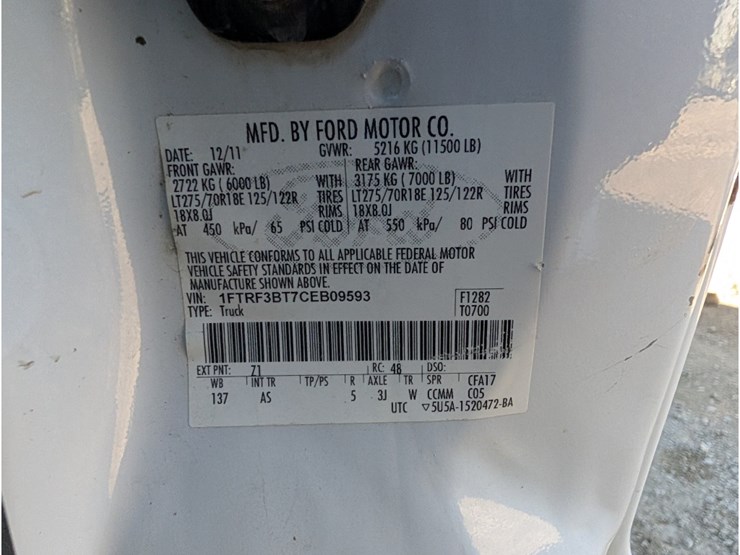 MFD. BY FORD MOTOR CO.
DATE: 12/11 GVWR: 5216 KG (11500 LB)
FRONT GAWR: REAR GAWR:
2722 KG ( 6000 LB) WITH 3175 KG ( 7000 LB) WITH
LT275/70R18E 125/122R TIRES LT275/70R18E 125/122R TIRES
18X8.0J RIMS 18X8.0J RIMS
AT 450 kPa/ 65 PSI COLD AT 550 kPa/ 80 PSI COLD
THIS VEHICLE CONFORMS TO ALL APPLICABLE FEDERAL MOTOR
VEHICLE SAFETY STANDARDS IN EFFECT ON THE DATE OF
MANUFACTURE SHOWN ABOVE.
VIN: 1FTRF3BT7CEB09593 F1282
TYPE: Truck T0700
EXT PNT: Z1 RC: 48 DSO:
WB INT TR TP/PS R AXLE TR SPR CFA17
137 AS 5 3J W CCMM C05
UTC ▽5U5A-1520472-BA